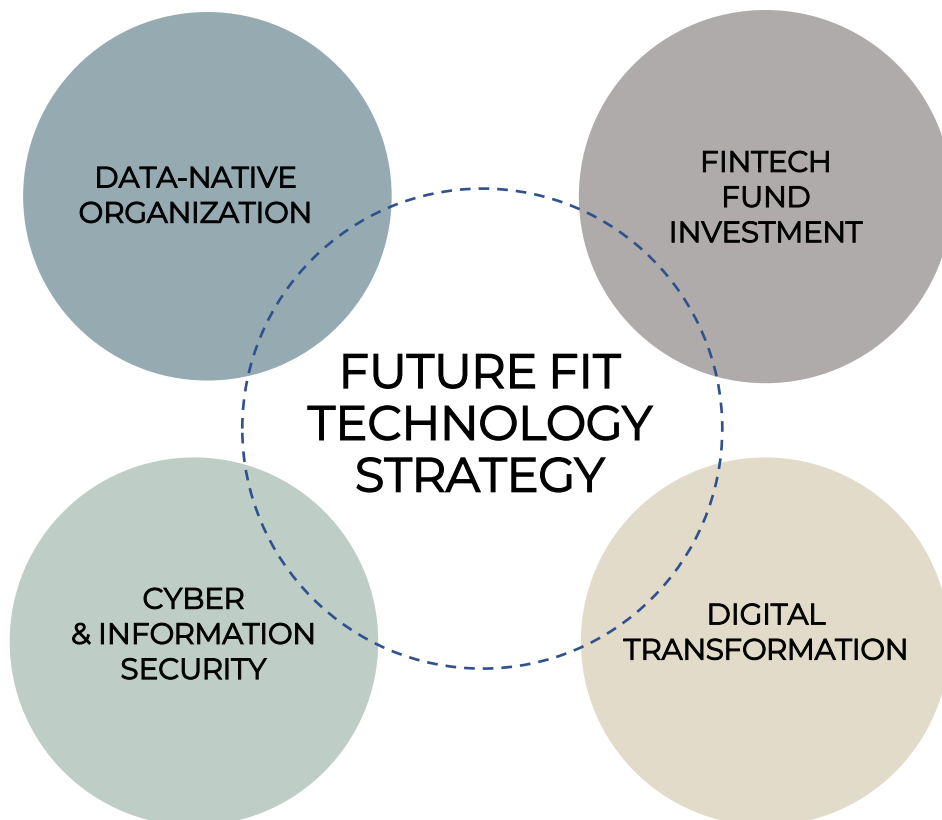 DATA-NATIVE
ORGANIZATION
FINTECH
FUND
INVESTMENT
FUTURE FIT
TECHNOLOGY
STRATEGY
CYBER
& INFORMATION
SECURITY
DIGITAL
TRANSFORMATION